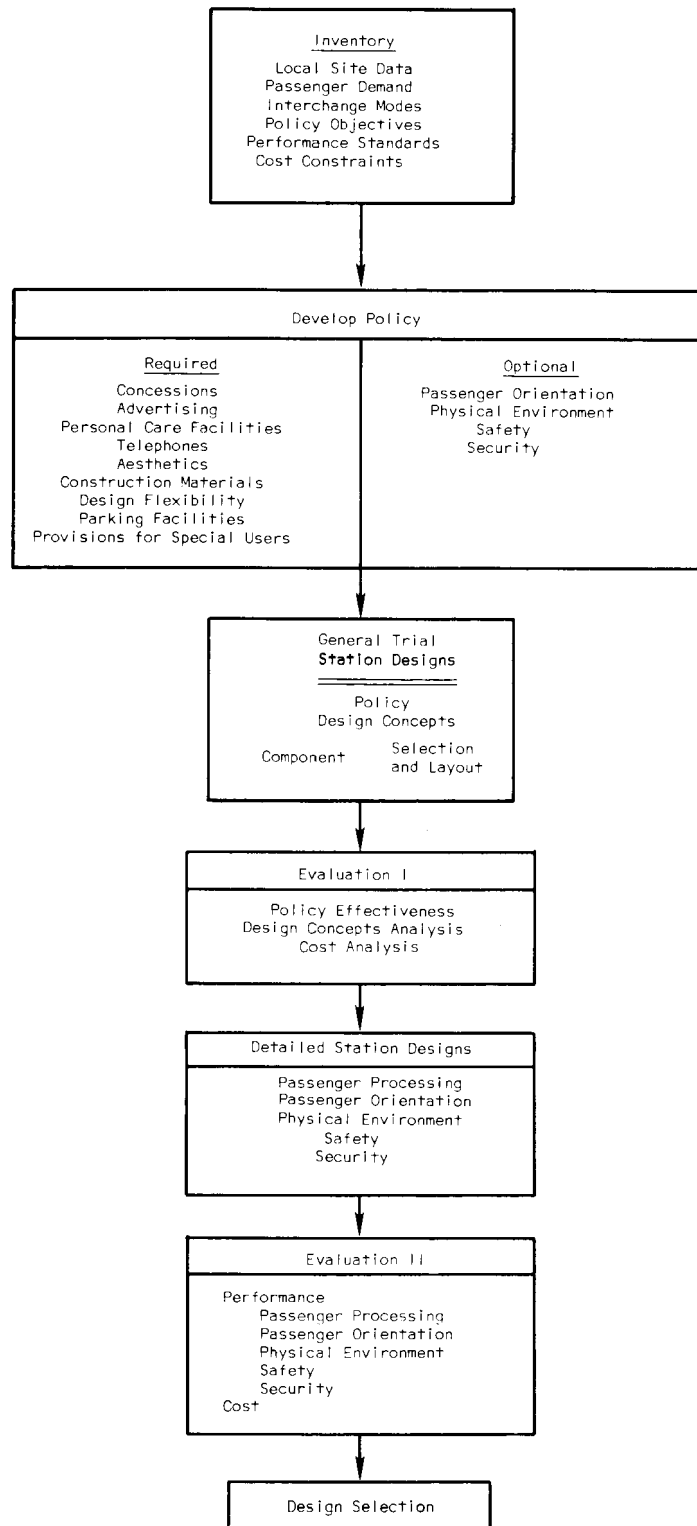 Inventory
Local Site Data
Passenger Demand
Interchange Modes
Policy Objectives
Performance Standards
Cost Constraints
Develop Policy
Required
Concessions
Advertising
Personal Care Facilities
Telephones
Aesthetics
Construction Materials
Design Flexibility
Parking Facilities
Provisions for Special Users
Optional
Passenger Orientation
Physical Environment
Safety
Security
General Trial
Station Designs
Policy
Design Concepts
Component
Selection
and Layout
Evaluation I
Policy Effectiveness
Design Concepts Analysis
Cost Analysis
Detailed Station Designs
Passenger Processing
Passenger Orientation
Physical Environment
Safety
Security
Evaluation II
Performance
Passenger Processing
Passenger Orientation
Physical Environment
Safety
Security
Cost
Design Selection